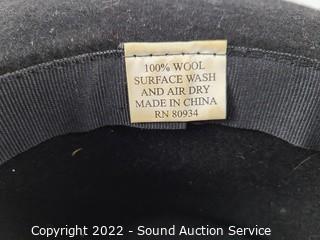 100% WOOL
SURFACE WASH
AND AIR DRY
MADE IN CHINA
RN 80934
Copyright 2022 - Sound Auction Service